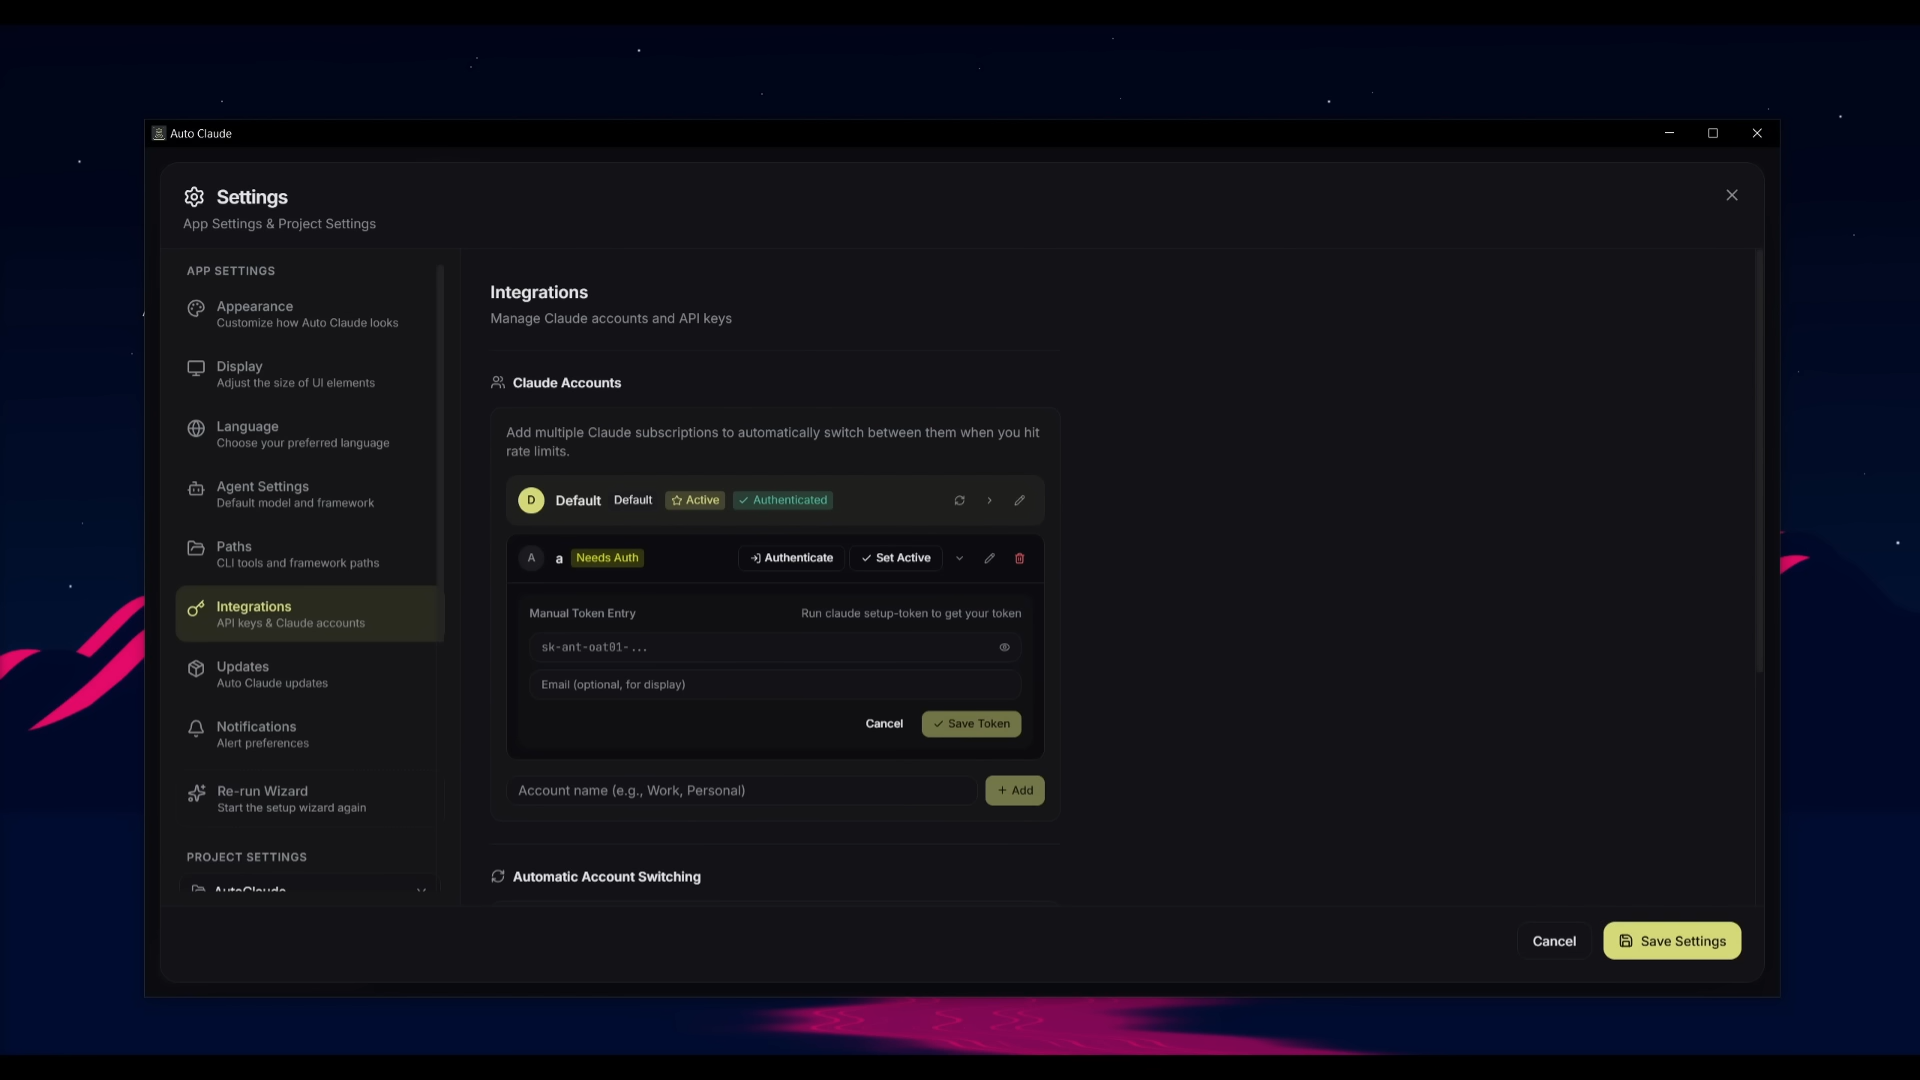 Auto Claude
Settings
App Settings & Project Settings
APP SETTINGS
Appearance
Customize how Auto Claude looks
Display
Adjust the size of UI elements
Language
Choose your preferred language
Agent Settings
Default model and framework
Paths
CLI tools and framework paths
Integrations
API keys & Claude accounts
Updates
Auto Claude updates
Notifications
Alert preferences
Re-run Wizard
Start the setup wizard again
PROJECT SETTINGS
AutoClaude
Integrations
Manage Claude accounts and API keys
Claude Accounts
Add multiple Claude subscriptions to automatically switch between them when you hit
rate limits.
D Default Default Active Authenticated
A a Needs Auth Authenticate Set Active
Manual Token Entry Run claude setup-token to get your token
sk-ant-oat01-...
Email (optional, for display)
Cancel Save Token
Account name (e.g., Work, Personal) + Add
Automatic Account Switching
Cancel Save Settings